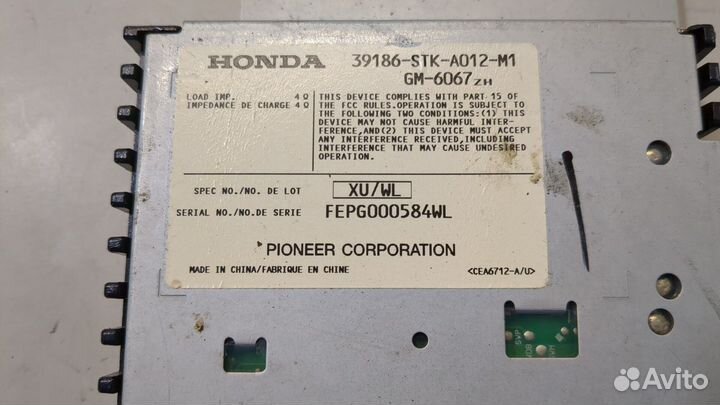 HONDA 39186-STK-A012-M1
GM-6067ZH
LOAD IMP. 4Ω
IMPEDANCE DE CHARGE 4Ω
THIS DEVICE COMPLIES WITH PART 15 OF
THE FCC RULES.OPERATION IS SUBJECT TO
THE FOLLOWING TWO CONDITIONS:(1) THIS
DEVICE MAY NOT CAUSE HARMFUL INTER-
FERENCE,AND(2) THIS DEVICE MUST ACCEPT
ANY INTERFERENCE RECEIVED,INCLUDING
INTERFERENCE THAT MAY CAUSE UNDESIRED
OPERATION.
SPEC NO./NO. DE LOT XU/WL
SERIAL NO./NO.DE SERIE FEPG000584WL
PIONEER CORPORATION
MADE IN CHINA/FABRIQUE EN CHINE <CEA6712-A/U>
5VP
Avito